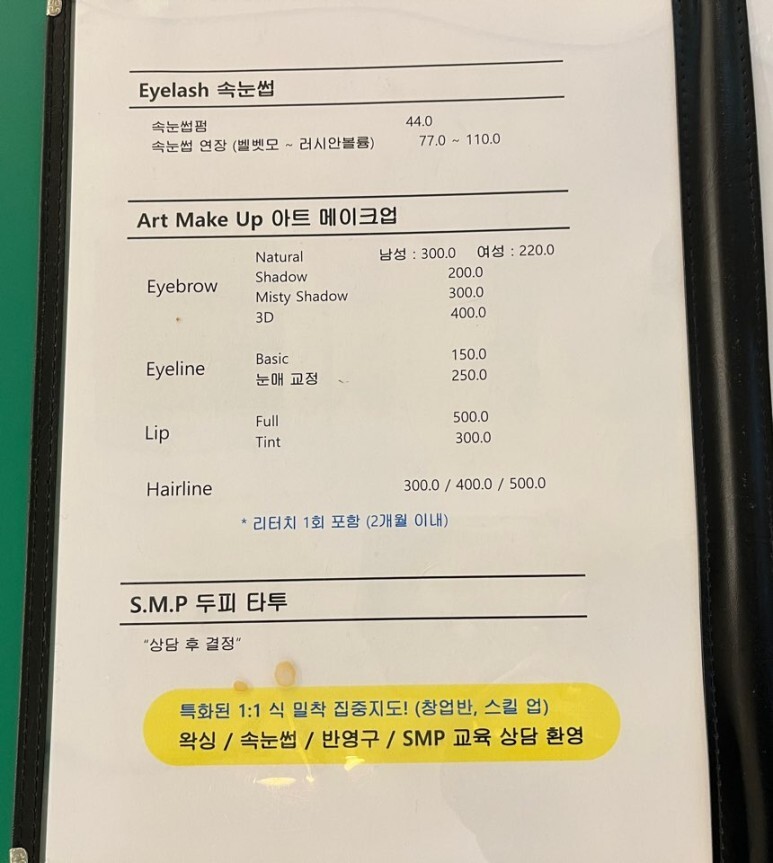 Eyelash 속눈썹
속눈썹펌 44.0
속눈썹 연장 (벨벳모 ~ 러시안볼륨) 77.0 ~ 110.0
Art Make Up 아트 메이크업
Eyebrow
Natural 남성 : 300.0 여성 : 220.0
Shadow 200.0
Misty Shadow 300.0
3D 400.0
Eyeline
Basic 150.0
눈매 교정 250.0
Lip
Full 500.0
Tint 300.0
Hairline 300.0 / 400.0 / 500.0
* 리터치 1회 포함 (2개월 이내)
S.M.P 두피 타투
"상담 후 결정"
특화된 1:1 식 밀착 집중지도! (창업반, 스킬 업)
왁싱 / 속눈썹 / 반영구 / SMP 교육 상담 환영